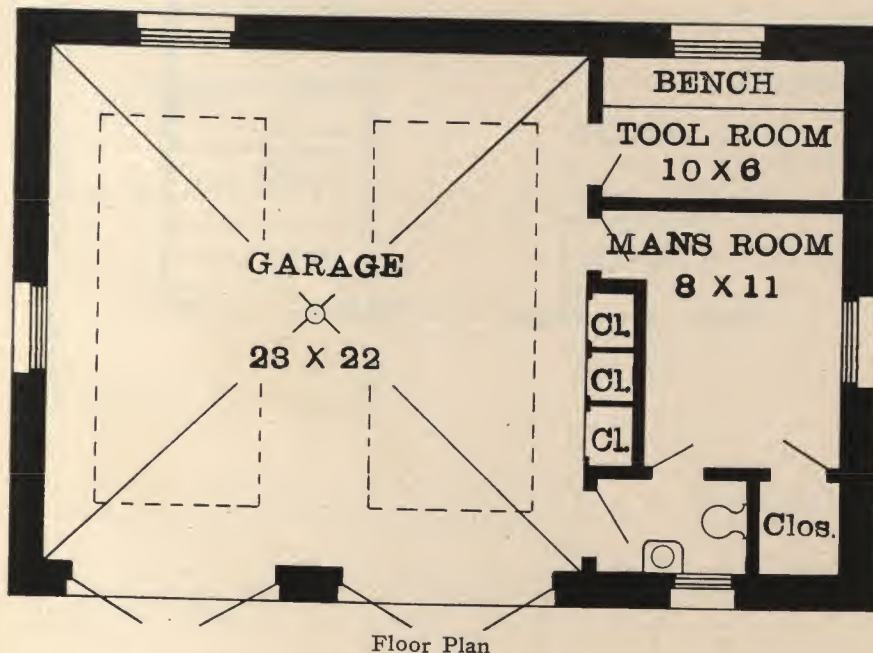 BENCH
TOOL ROOM
10 X 6
GARAGE
23 X 22
MANS ROOM
8 X 11
Cl.
Cl.
Cl.
Clos.
Floor Plan